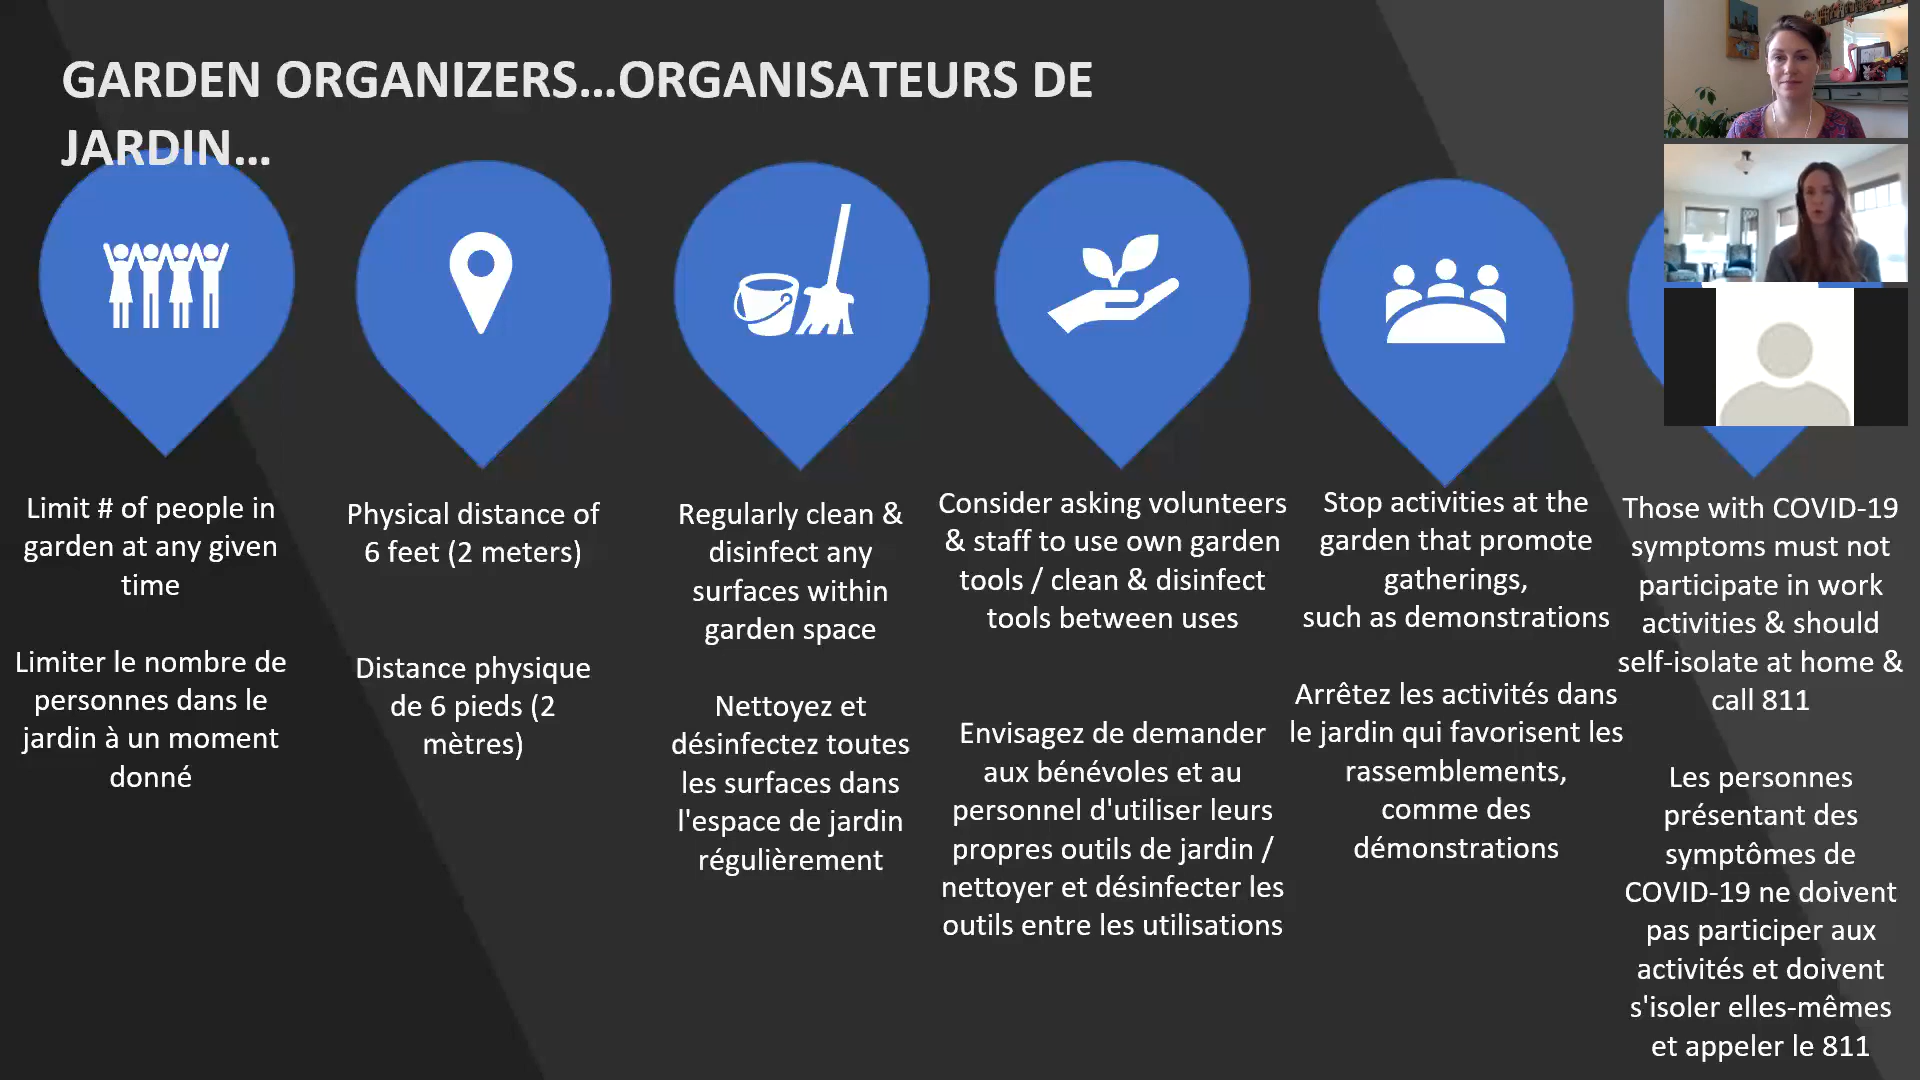 GARDEN ORGANIZERS...ORGANISATEURS DE
JARDIN...
Limit # of people in
garden at any given
time
Limiter le nombre de
personnes dans le
jardin à un moment
donné
Physical distance of
6 feet (2 meters)
Distance physique
de 6 pieds (2
mètres)
Regularly clean &
disinfect any
surfaces within
garden space
Nettoyez et
désinfectez toutes
les surfaces dans
l'espace de jardin
régulièrement
Consider asking volunteers
& staff to use own garden
tools / clean & disinfect
tools between uses
Envisagez de demander
aux bénévoles et au
personnel d'utiliser leurs
propres outils de jardin /
nettoyer et désinfecter les
outils entre les utilisations
Stop activities at the
garden that promote
gatherings,
such as demonstrations
Arrêtez les activités dans
le jardin qui favorisent les
rassemblements,
comme des
démonstrations
Those with COVID-19
symptoms must not
participate in work
activities & should
self-isolate at home &
call 811
Les personnes
présentant des
symptômes de
COVID-19 ne doivent
pas participer aux
activités et doivent
s'isoler elles-mêmes
et appeler le 811